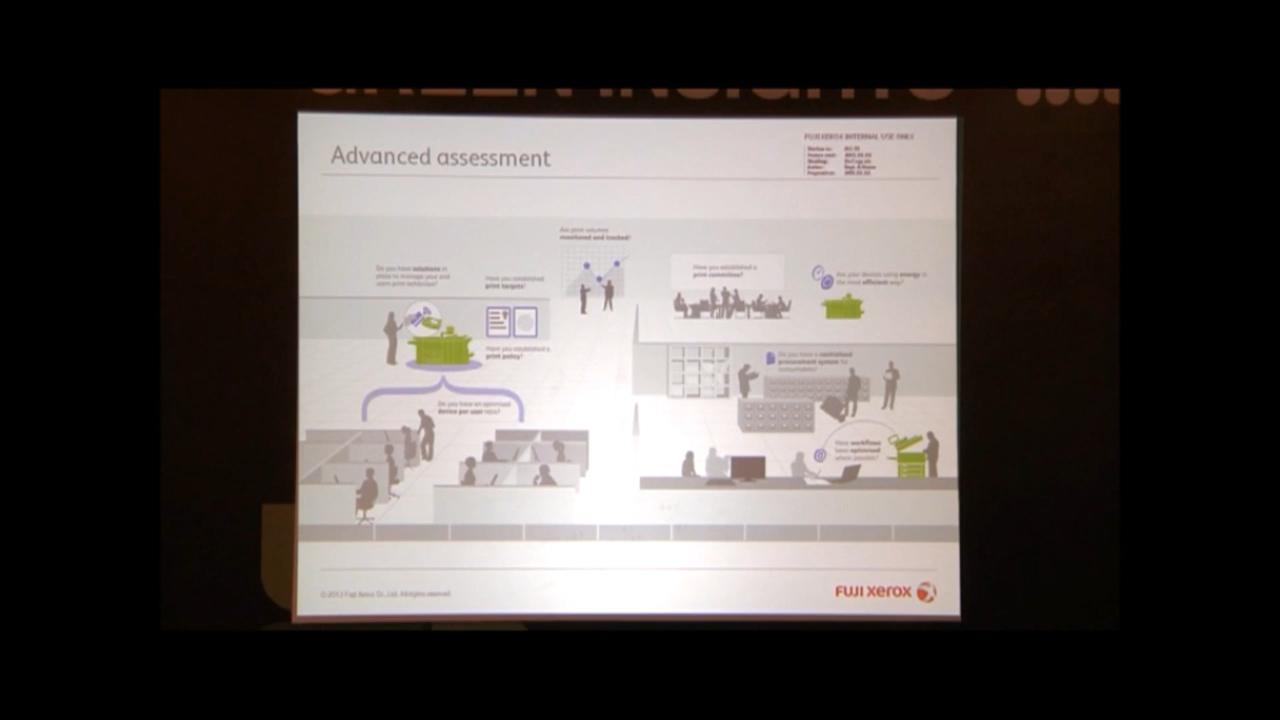 GREEN INSIGHTS
Advanced assessment
FUJI XEROX INTERNAL USE ONLY
Are print volumes
monitored and tracked?
Do you have solutions in
place to manage your end
users print behaviour?
Have you established
print targets?
Have you established a
print policy?
Do you have an optimised
device per user ratio?
Have you established a
print committee?
Are your devices using energy in
the most efficient way?
Do you have a centralised
procurement system for
consumables?
Have workflows
been optimised
where possible?
@
© 2012 Fuji Xerox Co., Ltd. All rights reserved.
FUJI xerox